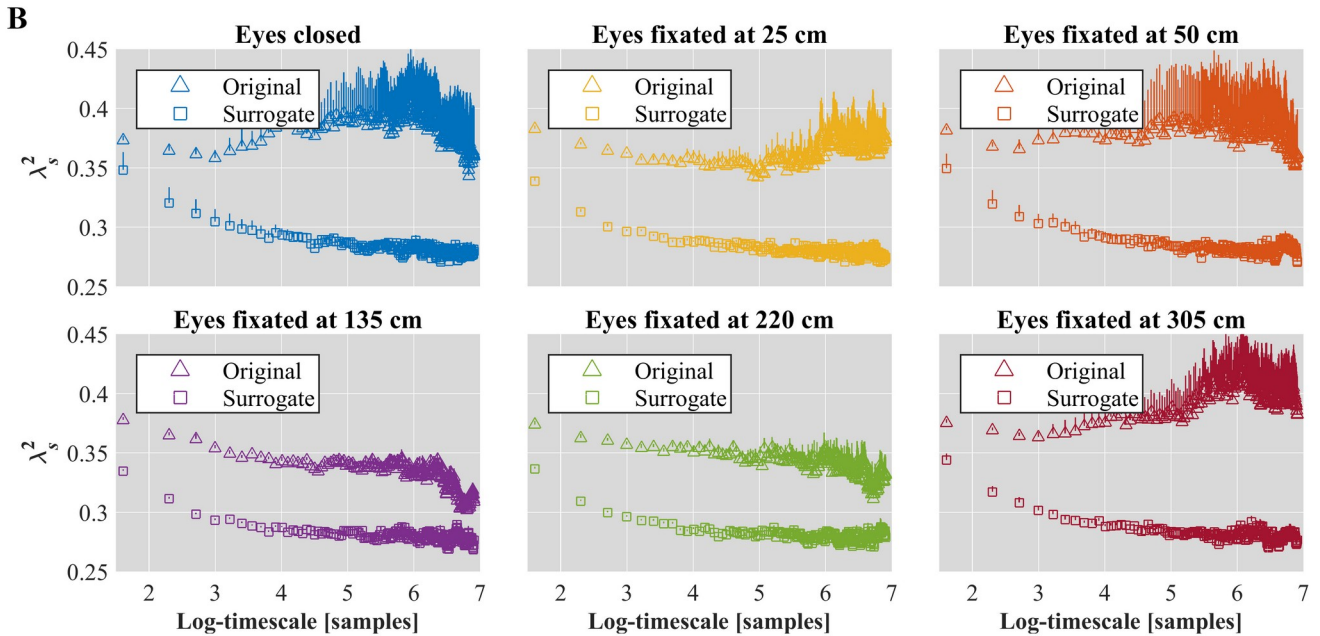 B
Eyes closed
Eyes fixated at 25 cm
Eyes fixated at 50 cm
0.45
0.4
0.35
0.3
0.25
λ²ₛ
Original
Surrogate
Original
Surrogate
Original
Surrogate
Eyes fixated at 135 cm
Eyes fixated at 220 cm
Eyes fixated at 305 cm
0.45
0.4
0.35
0.3
0.25
λ²ₛ
Original
Surrogate
Original
Surrogate
Original
Surrogate
2 3 4 5 6 7
2 3 4 5 6 7
2 3 4 5 6 7
Log-timescale [samples]
Log-timescale [samples]
Log-timescale [samples]